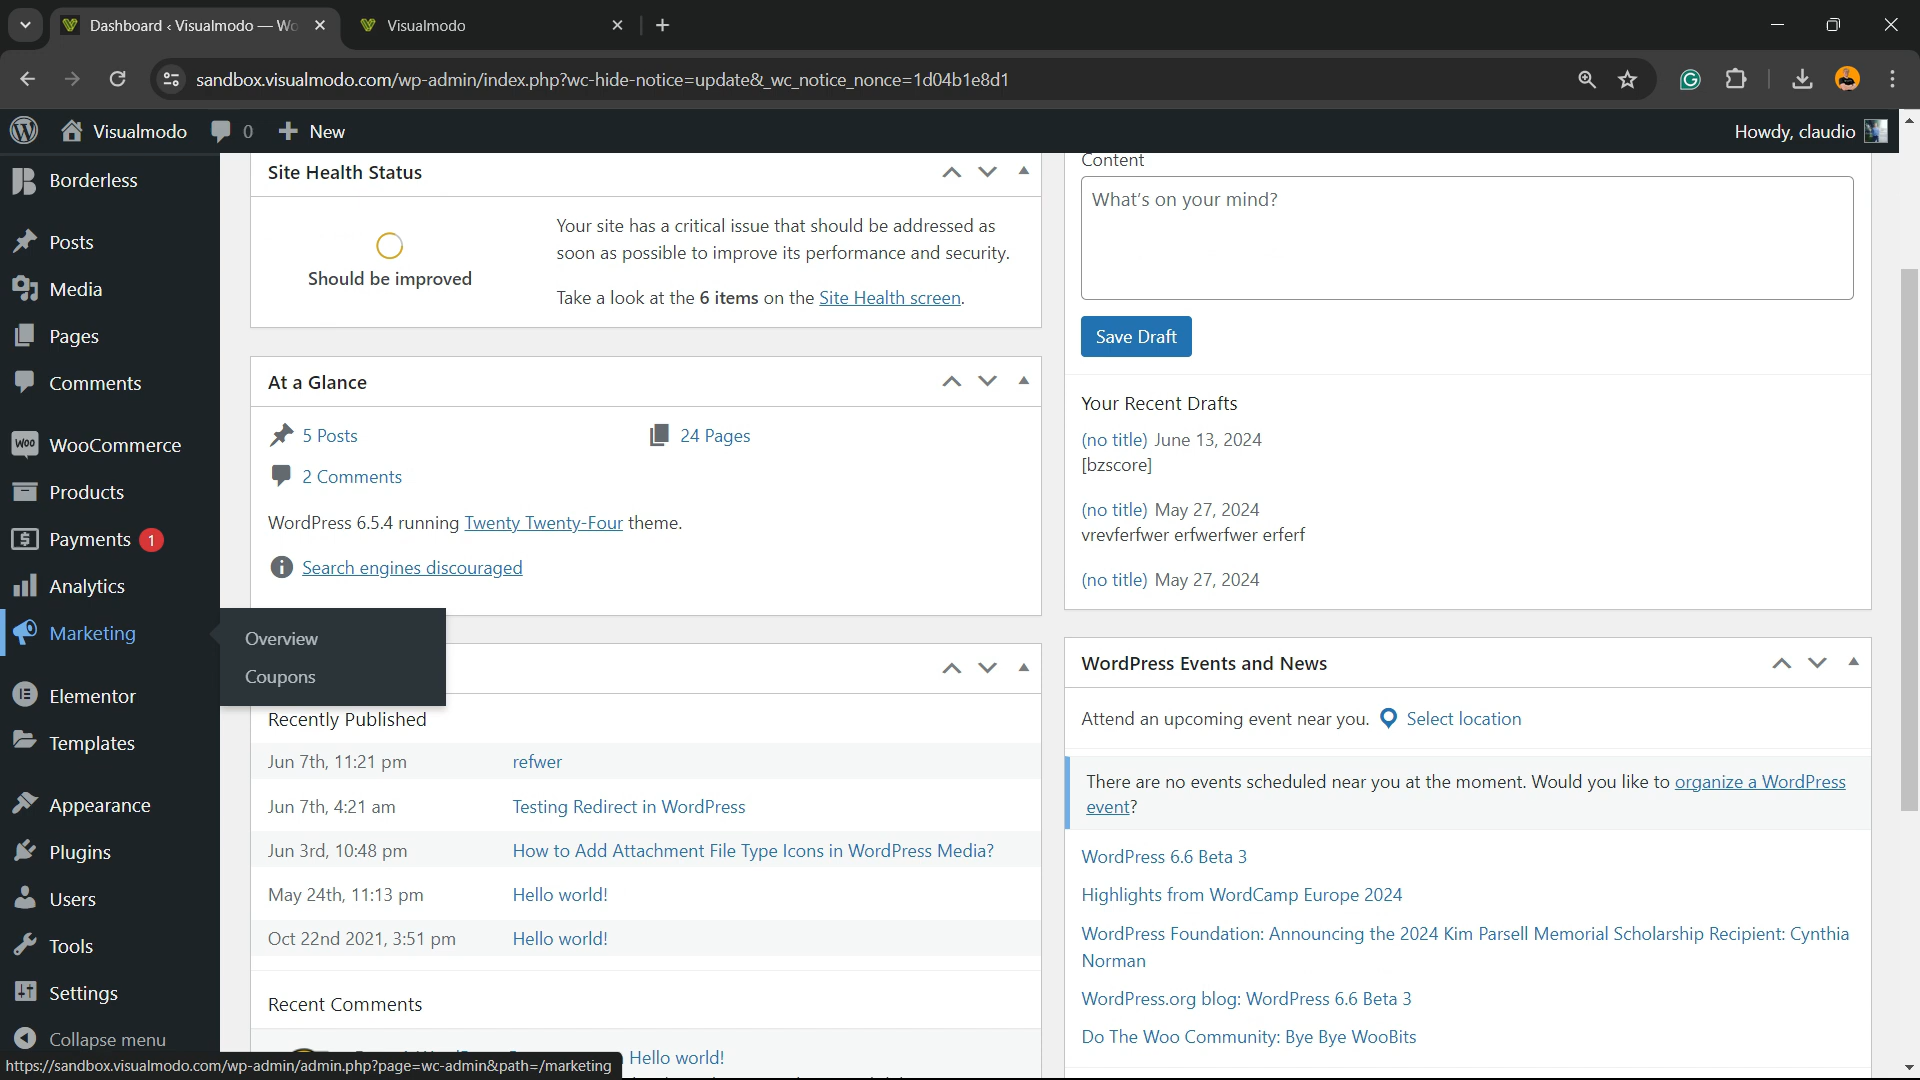 Dashboard ‹ Visualmodo — Wo
Visualmodo
sandbox.visualmodo.com/wp-admin/index.php?wc-hide-notice=update&_wc_notice_nonce=1d04b1e8d1
Visualmodo
0
New
Howdy, claudio
Borderless
Posts
Media
Pages
Comments
WooCommerce
Products
Payments 1
Analytics
Marketing
Overview
Coupons
Elementor
Templates
Appearance
Plugins
Users
Tools
Settings
Collapse menu
Site Health Status
Should be improved
Your site has a critical issue that should be addressed as
soon as possible to improve its performance and security.
Take a look at the 6 items on the Site Health screen.
At a Glance
5 Posts
24 Pages
2 Comments
WordPress 6.5.4 running Twenty Twenty-Four theme.
Search engines discouraged
Recently Published
Jun 7th, 11:21 pm refwer
Jun 7th, 4:21 am Testing Redirect in WordPress
Jun 3rd, 10:48 pm How to Add Attachment File Type Icons in WordPress Media?
May 24th, 11:13 pm Hello world!
Oct 22nd 2021, 3:51 pm Hello world!
Recent Comments
Hello world!
Content
What's on your mind?
Save Draft
Your Recent Drafts
(no title) June 13, 2024
[bzscore]
(no title) May 27, 2024
vrevferfwer erfwerfwer erferf
(no title) May 27, 2024
WordPress Events and News
Attend an upcoming event near you. Select location
There are no events scheduled near you at the moment. Would you like to organize a WordPress
event?
WordPress 6.6 Beta 3
Highlights from WordCamp Europe 2024
WordPress Foundation: Announcing the 2024 Kim Parsell Memorial Scholarship Recipient: Cynthia
Norman
WordPress.org blog: WordPress 6.6 Beta 3
Do The Woo Community: Bye Bye WooBits
https://sandbox.visualmodo.com/wp-admin/admin.php?page=wc-admin&path=/marketing